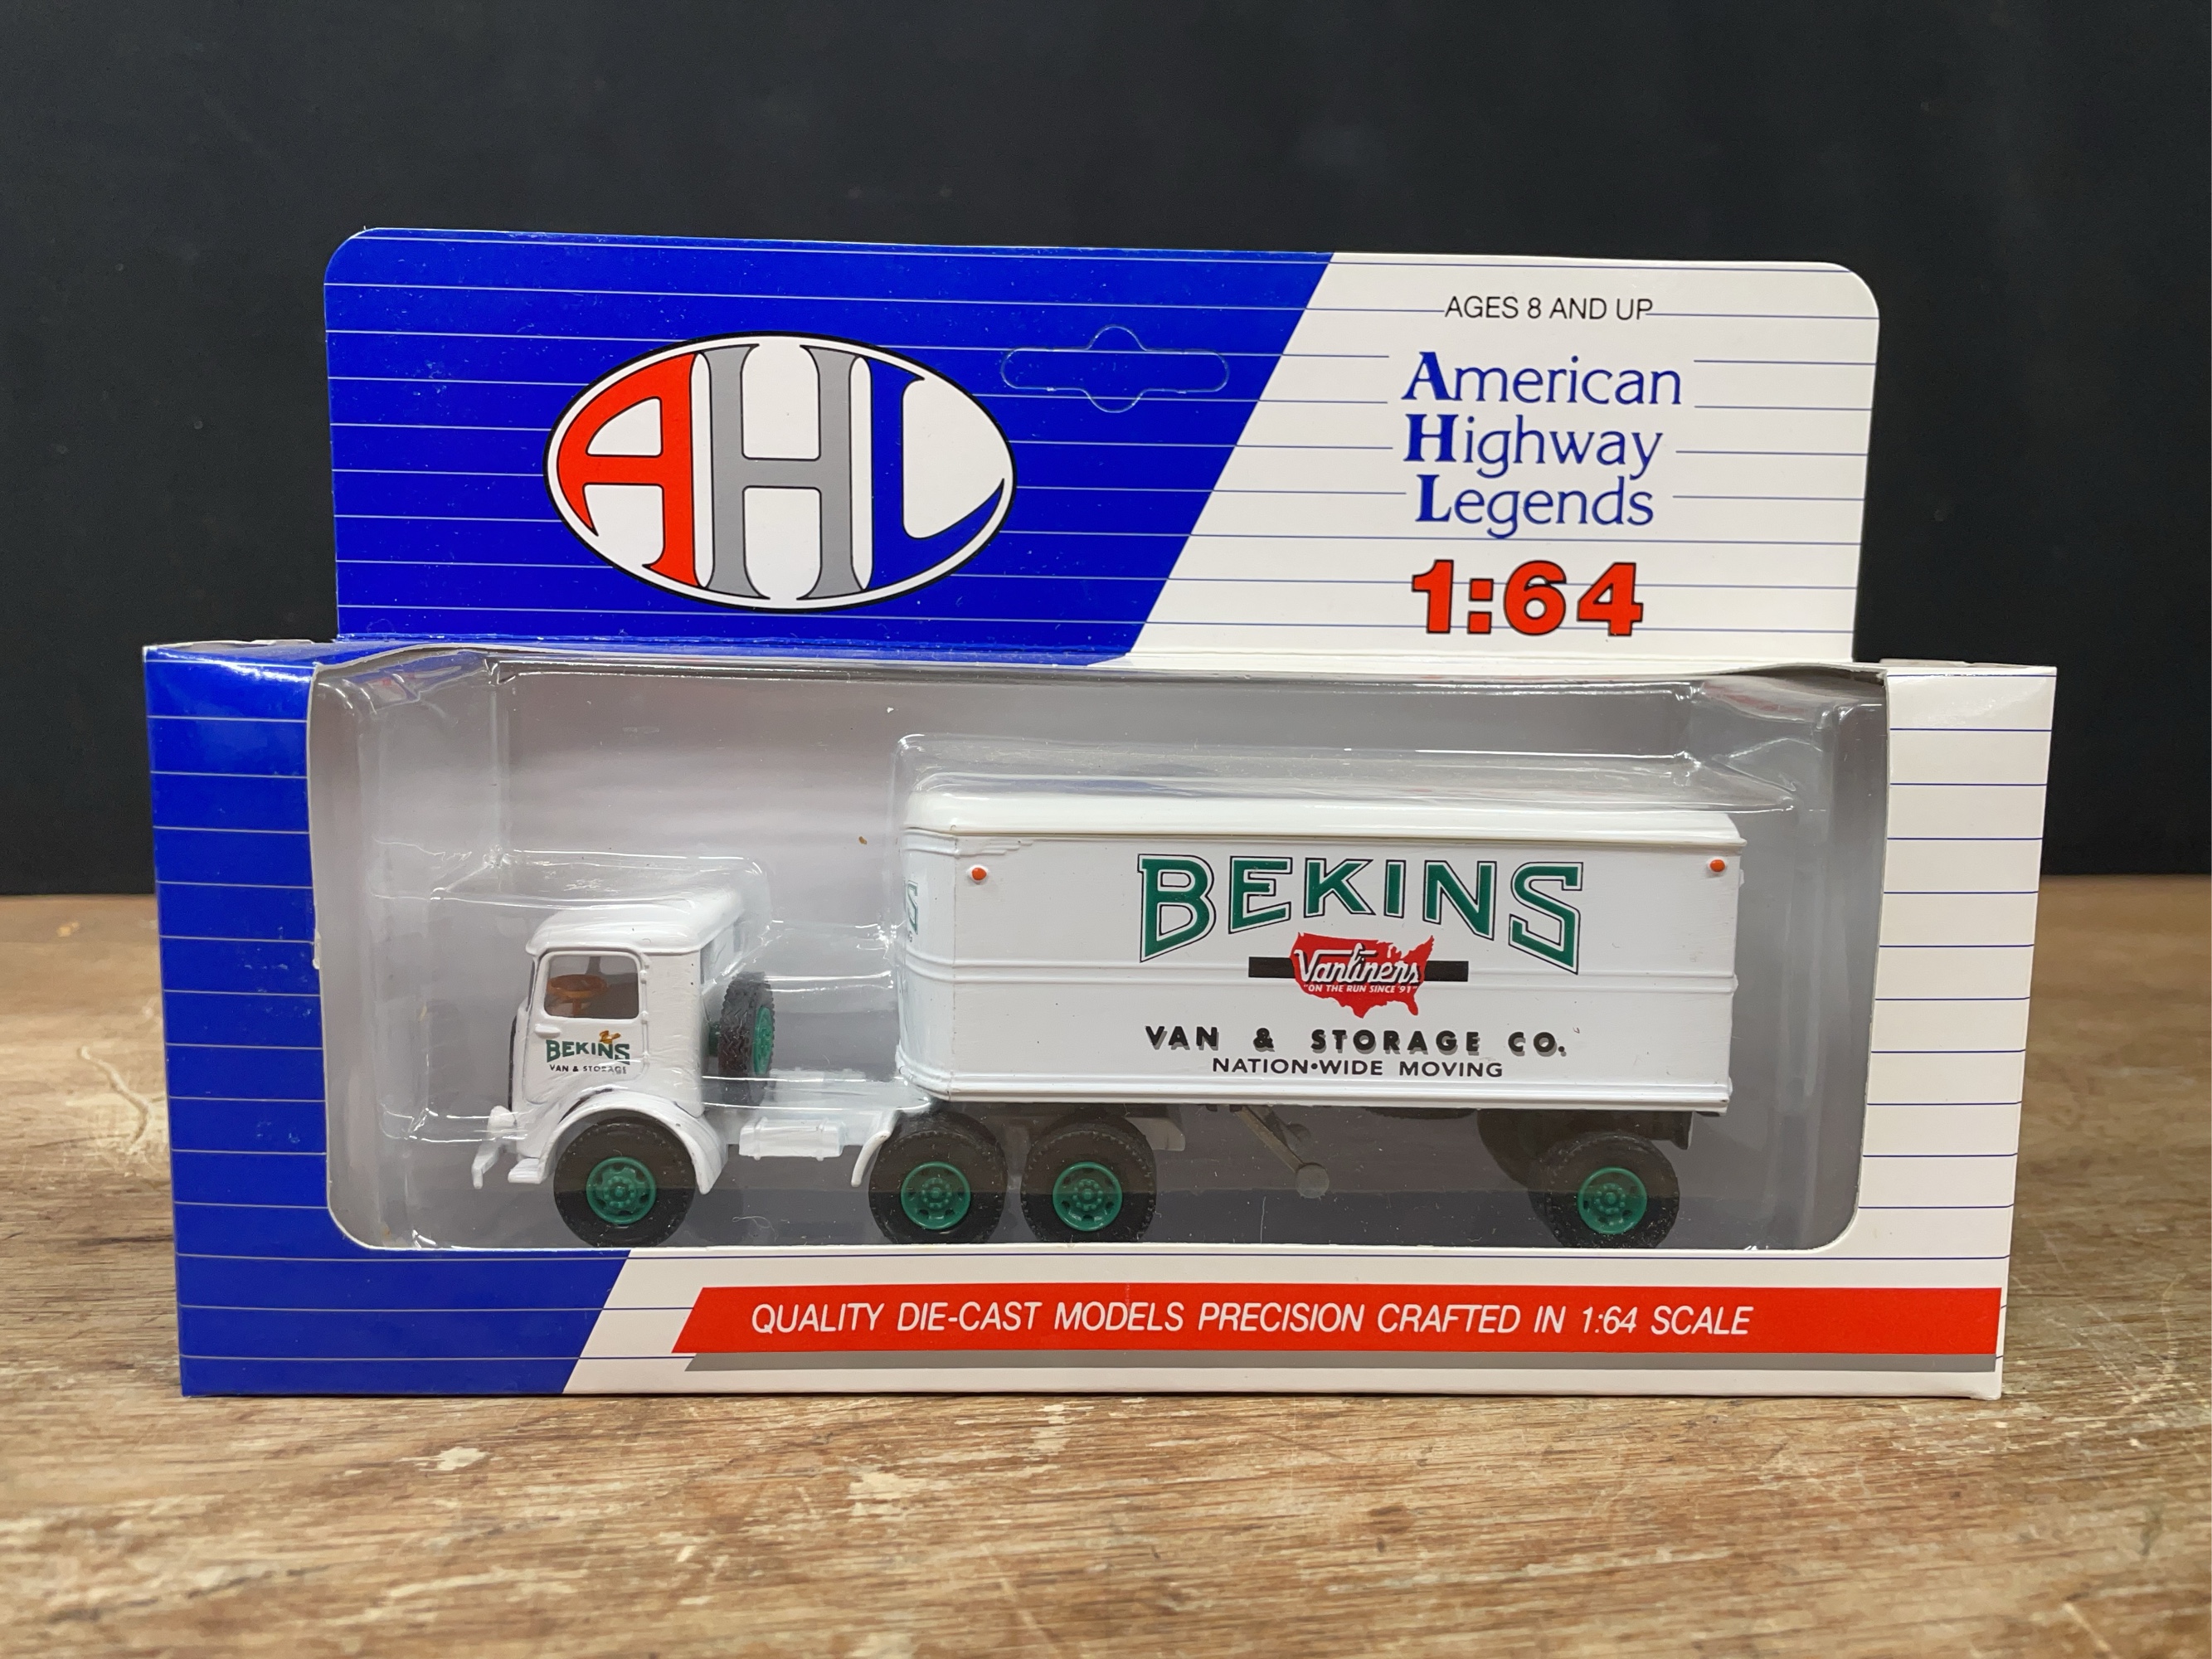 AHL
AGES 8 AND UP
American
Highway
Legends
1:64
BEKINS
Vanliners
"ON THE RUN SINCE '91"
VAN & STORAGE CO.
NATION•WIDE MOVING
BEKINS
VAN & STORAGE
QUALITY DIE-CAST MODELS PRECISION CRAFTED IN 1:64 SCALE